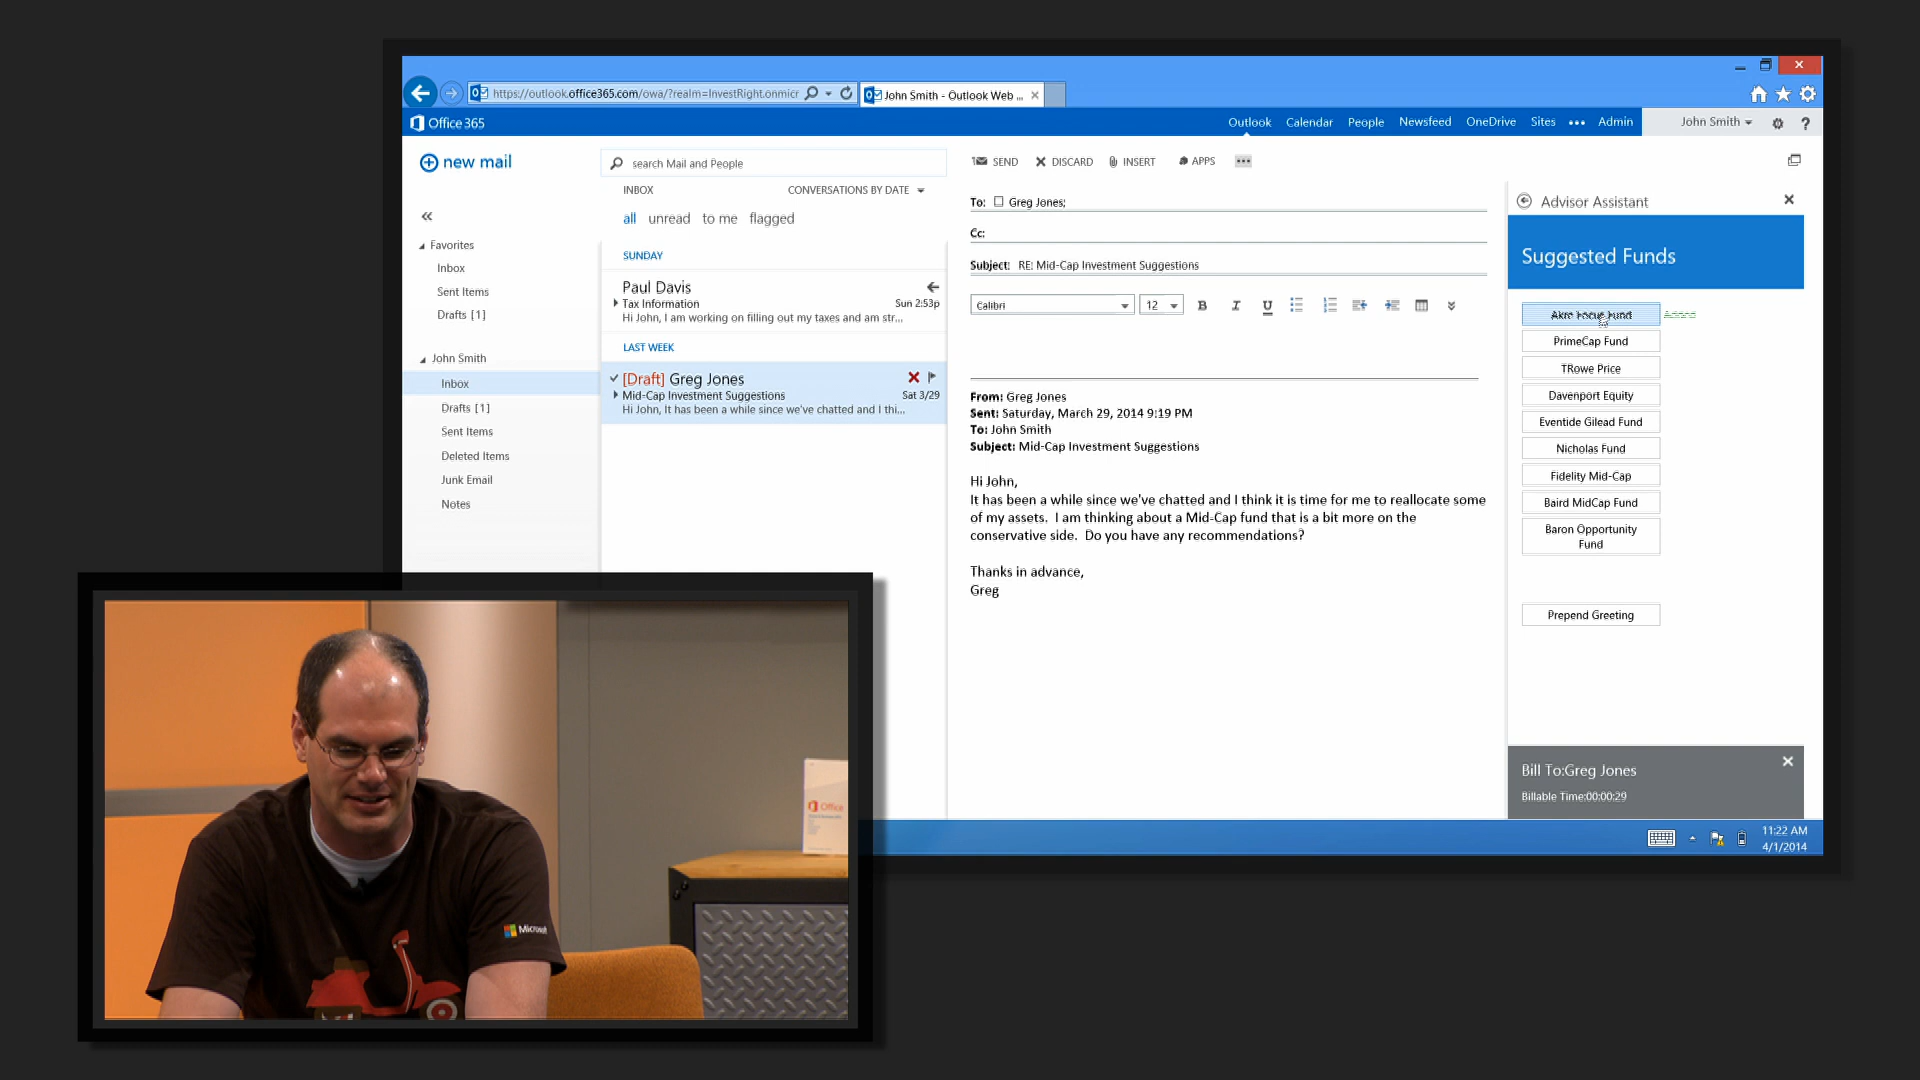 https://outlook.office365.com/owa/?realm=InvestRight.onmicr
John Smith - Outlook Web ...
Office 365
Outlook Calendar People Newsfeed OneDrive Sites ••• Admin John Smith ?
new mail
search Mail and People
SEND DISCARD INSERT APPS •••
INBOX CONVERSATIONS BY DATE
all unread to me flagged
«
Favorites
Inbox
Sent Items
Drafts [1]
John Smith
Inbox
Drafts [1]
Sent Items
Deleted Items
Junk Email
Notes
SUNDAY
Paul Davis
Tax Information Sun 2:53p
Hi John, I am working on filling out my taxes and am str...
LAST WEEK
[Draft] Greg Jones
Mid-Cap Investment Suggestions Sat 3/29
Hi John, It has been a while since we've chatted and I thi...
To: Greg Jones;
Cc:
Subject: RE: Mid-Cap Investment Suggestions
Calibri 12 B I U
From: Greg Jones
Sent: Saturday, March 29, 2014 9:19 PM
To: John Smith
Subject: Mid-Cap Investment Suggestions
Hi John,
It has been a while since we've chatted and I think it is time for me to reallocate some
of my assets. I am thinking about a Mid-Cap fund that is a bit more on the
conservative side. Do you have any recommendations?
Thanks in advance,
Greg
Advisor Assistant
Suggested Funds
Akre Focus Fund Added
PrimeCap Fund
TRowe Price
Davenport Equity
Eventide Gilead Fund
Nicholas Fund
Fidelity Mid-Cap
Baird MidCap Fund
Baron Opportunity
Fund
Prepend Greeting
Bill To:Greg Jones
Billable Time:00:00:29
11:22 AM
4/1/2014
Office
Microsoft